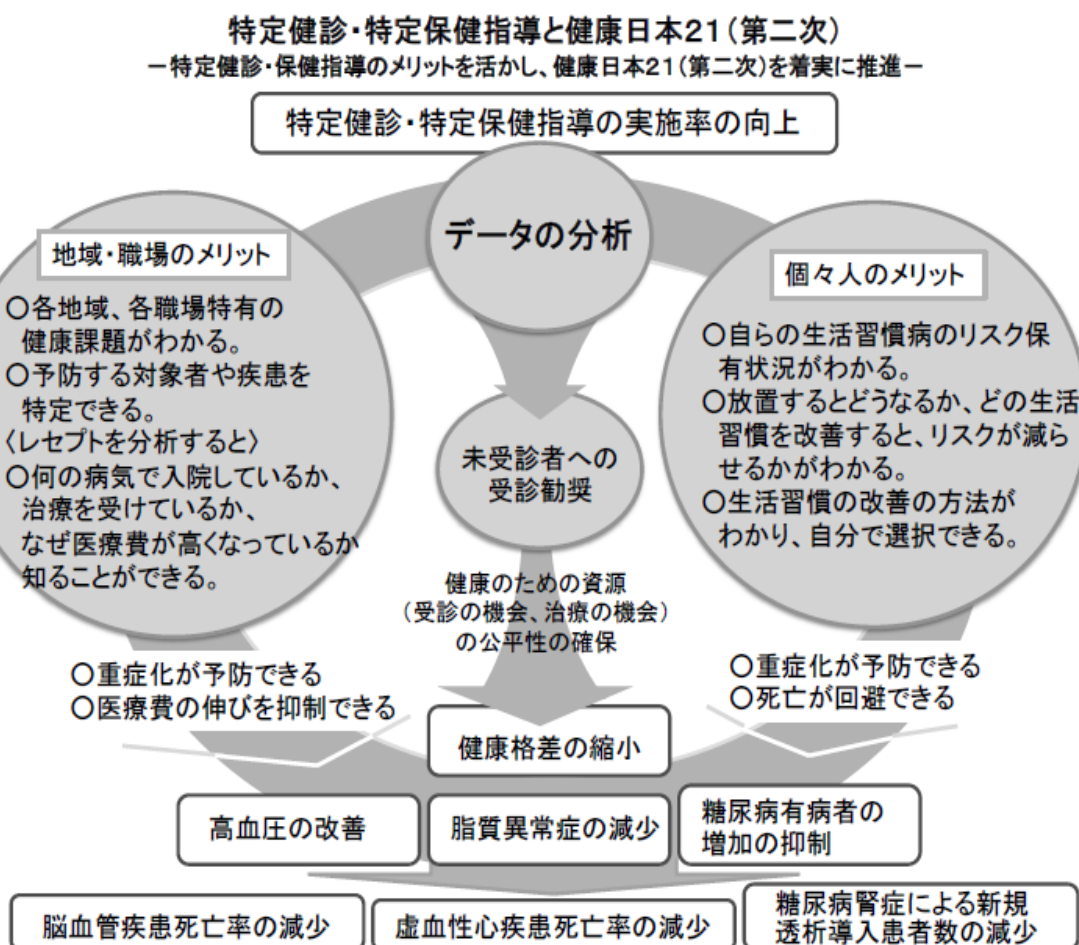 特定健診・特定保健指導と健康日本21（第二次）
－特定健診・保健指導のメリットを活かし、健康日本21（第二次）を着実に推進－
特定健診・特定保健指導の実施率の向上
データの分析
地域・職場のメリット
○各地域、各職場特有の
健康課題がわかる。
○予防する対象者や疾患を
特定できる。
〈レセプトを分析すると〉
○何の病気で入院しているか、
治療を受けているか、
なぜ医療費が高くなっているか
知ることができる。
個々人のメリット
○自らの生活習慣病のリスク保
有状況がわかる。
○放置するとどうなるか、どの生活
習慣を改善すると、リスクが減ら
せるかがわかる。
○生活習慣の改善の方法が
わかり、自分で選択できる。
未受診者への
受診勧奨
健康のための資源
（受診の機会、治療の機会）
の公平性の確保
○重症化が予防できる
○医療費の伸びを抑制できる
○重症化が予防できる
○死亡が回避できる
健康格差の縮小
高血圧の改善
脂質異常症の減少
糖尿病有病者の
増加の抑制
脳血管疾患死亡率の減少
虚血性心疾患死亡率の減少
糖尿病腎症による新規
透析導入患者数の減少